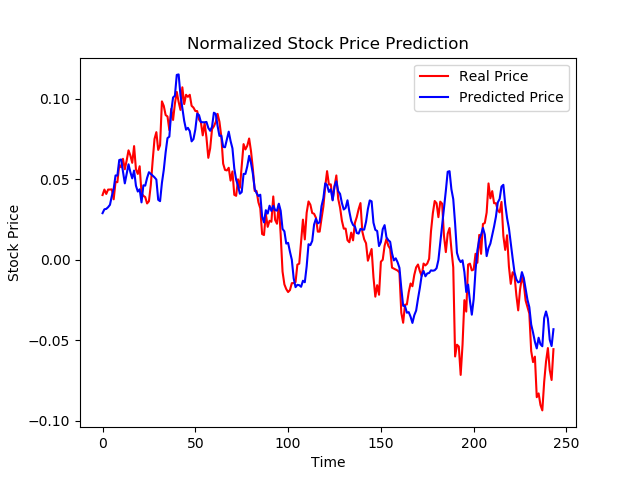 Normalized Stock Price Prediction
Real Price
Predicted Price
Stock Price
0.10
0.05
0.00
−0.05
−0.10
0
50
100
150
200
250
Time